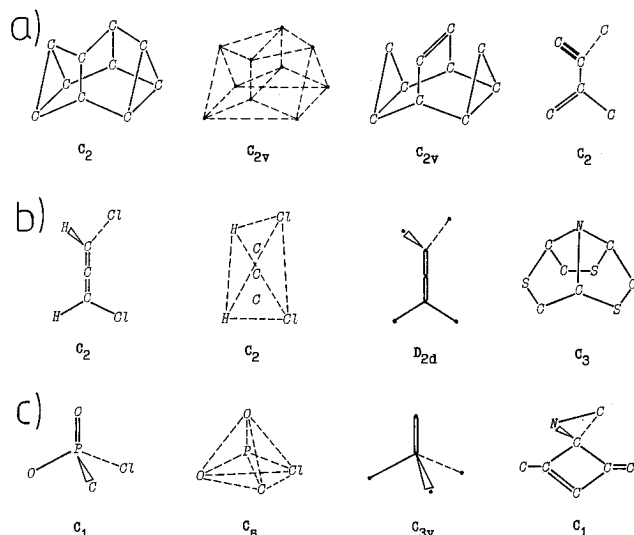 a)
C C C C C C C C C
C C C C C C C C C
C C C C C C
C₂ C₂ᵥ C₂ᵥ C₂
b)
H Cl C C H Cl
H Cl C C C H Cl
N C C C S C S C C S
C₂ C₂ D₂d C₃
c)
O P O C Cl
O P O C Cl
N C C C C C C C
C₁ Cₛ C₃ᵥ C₁